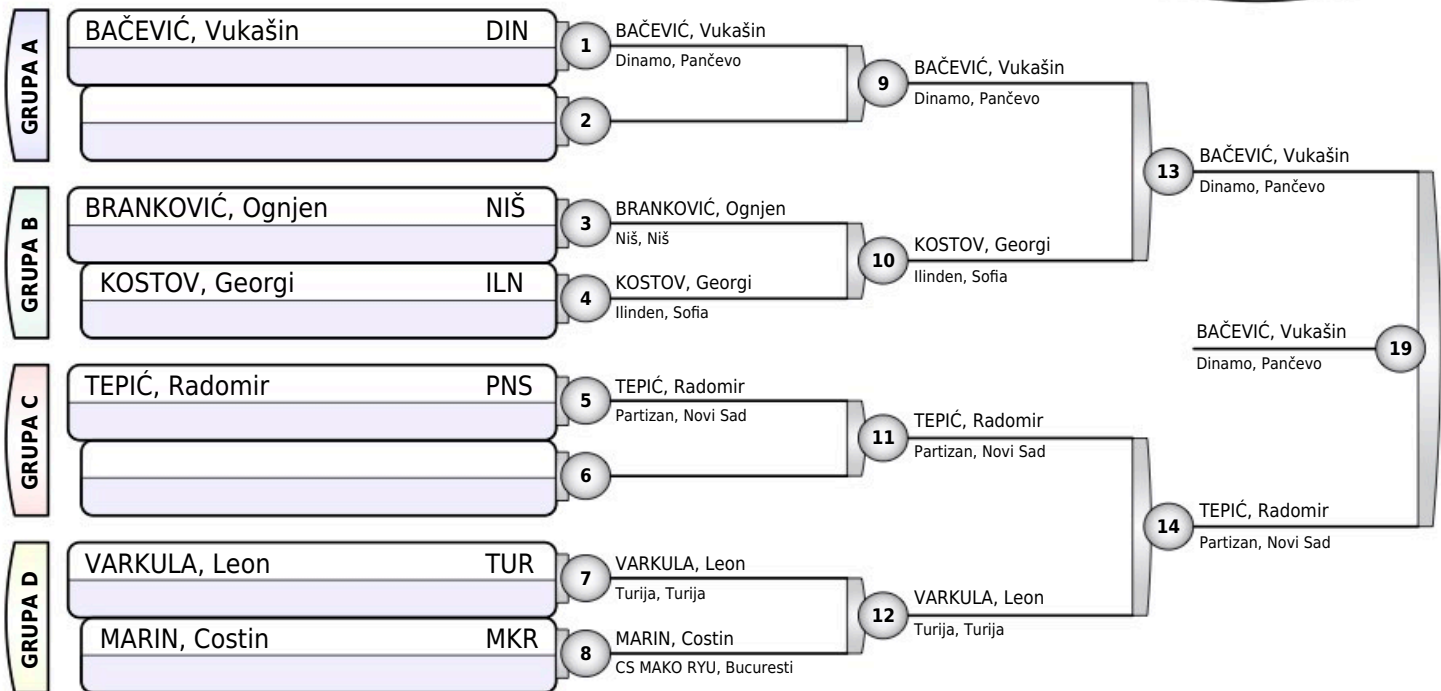 GRUPA A
BAČEVIĆ, Vukašin DIN
1
BAČEVIĆ, Vukašin
Dinamo, Pančevo
2
9
BAČEVIĆ, Vukašin
Dinamo, Pančevo
GRUPA B
BRANKOVIĆ, Ognjen NIŠ
3
BRANKOVIĆ, Ognjen
Niš, Niš
KOSTOV, Georgi ILN
4
KOSTOV, Georgi
Ilinden, Sofia
10
KOSTOV, Georgi
Ilinden, Sofia
13
BAČEVIĆ, Vukašin
Dinamo, Pančevo
GRUPA C
TEPIĆ, Radomir PNS
5
TEPIĆ, Radomir
Partizan, Novi Sad
6
11
TEPIĆ, Radomir
Partizan, Novi Sad
GRUPA D
VARKULA, Leon TUR
7
VARKULA, Leon
Turija, Turija
MARIN, Costin MKR
8
MARIN, Costin
CS MAKO RYU, Bucuresti
12
VARKULA, Leon
Turija, Turija
14
TEPIĆ, Radomir
Partizan, Novi Sad
BAČEVIĆ, Vukašin
Dinamo, Pančevo
19